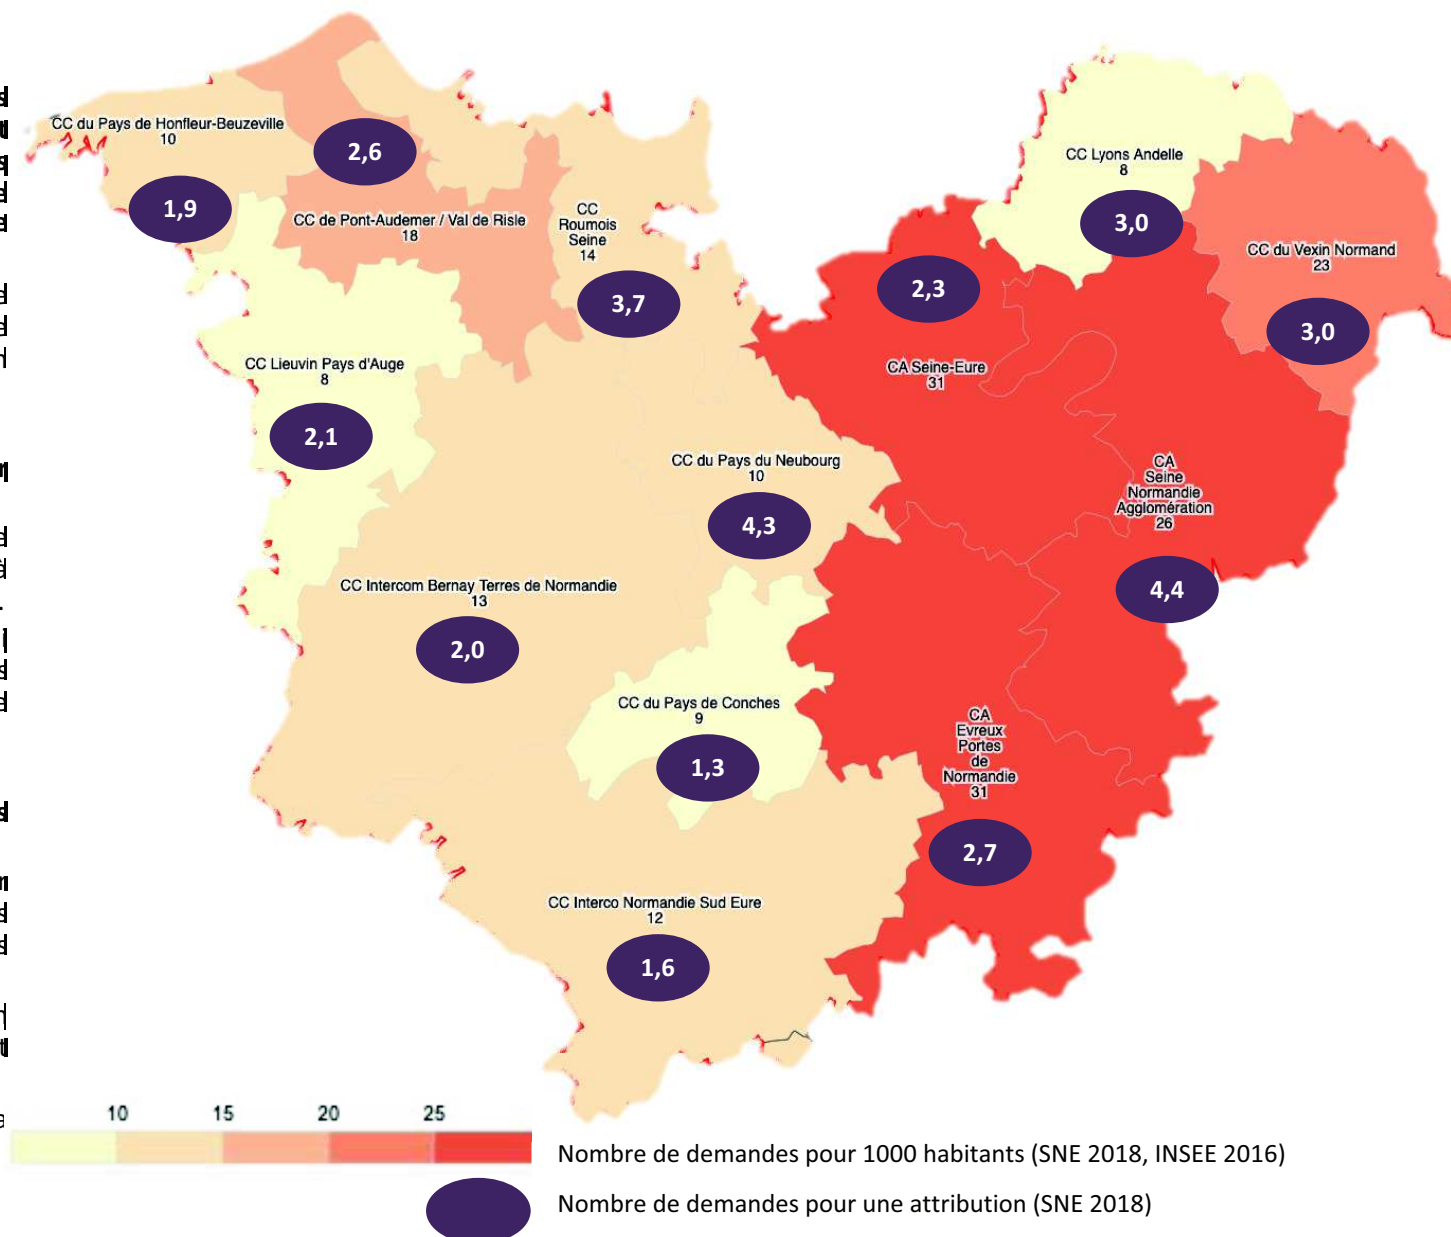 CC du Pays de Honfleur-Beuzeville
10
1,9
2,6
CC de Pont-Audemer / Val de Risle
18
CC
Roumois
Seine
14
3,7
CC Lyons Andelle
8
3,0
CC du Vexin Normand
23
3,0
2,3
CA Seine-Eure
31
CC Lieuvin Pays d'Auge
8
2,1
CC du Pays du Neubourg
10
4,3
CA
Seine
Normandie
Agglomération
26
4,4
CC Intercom Bernay Terres de Normandie
13
2,0
CC du Pays de Conches
9
1,3
CA
Evreux
Portes
de
Normandie
31
2,7
CC Interco Normandie Sud Eure
12
1,6
10 15 20 25
Nombre de demandes pour 1000 habitants (SNE 2018, INSEE 2016)
Nombre de demandes pour une attribution (SNE 2018)